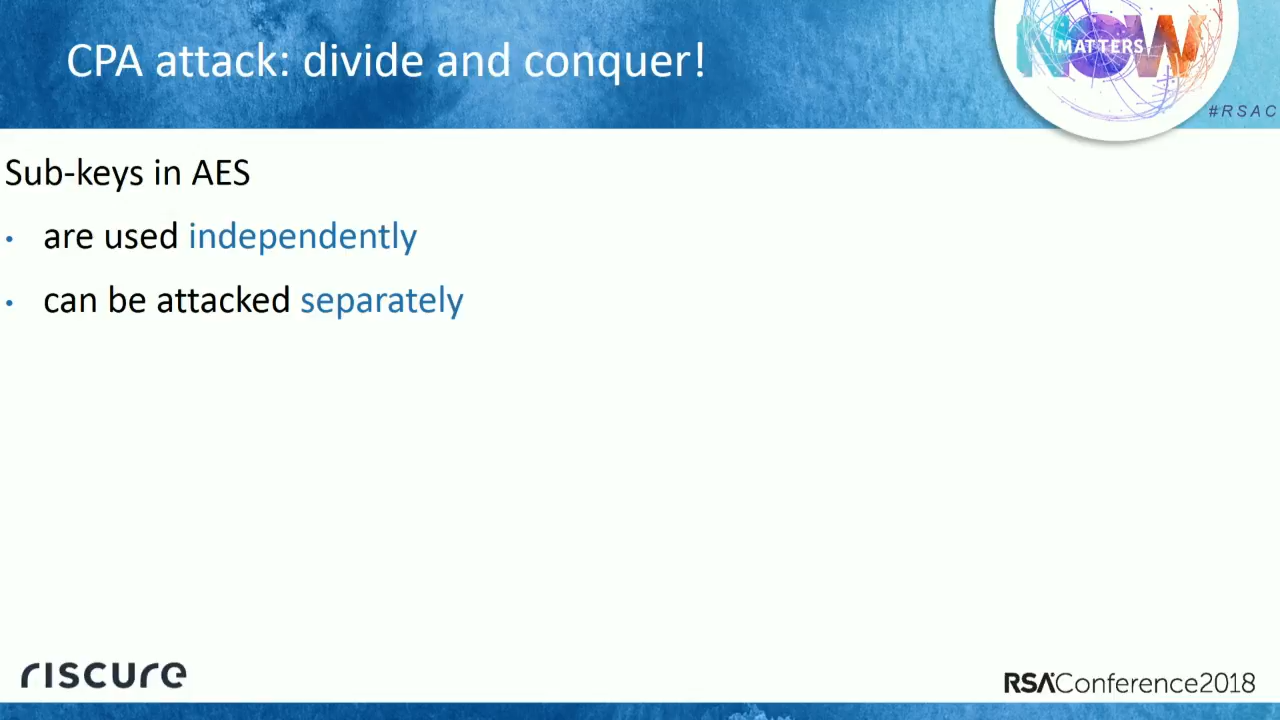 CPA attack: divide and conquer!
NOW
MATTERS
#RSAC
Sub-keys in AES
• are used independently
• can be attacked separately
riscure
RSAConference2018